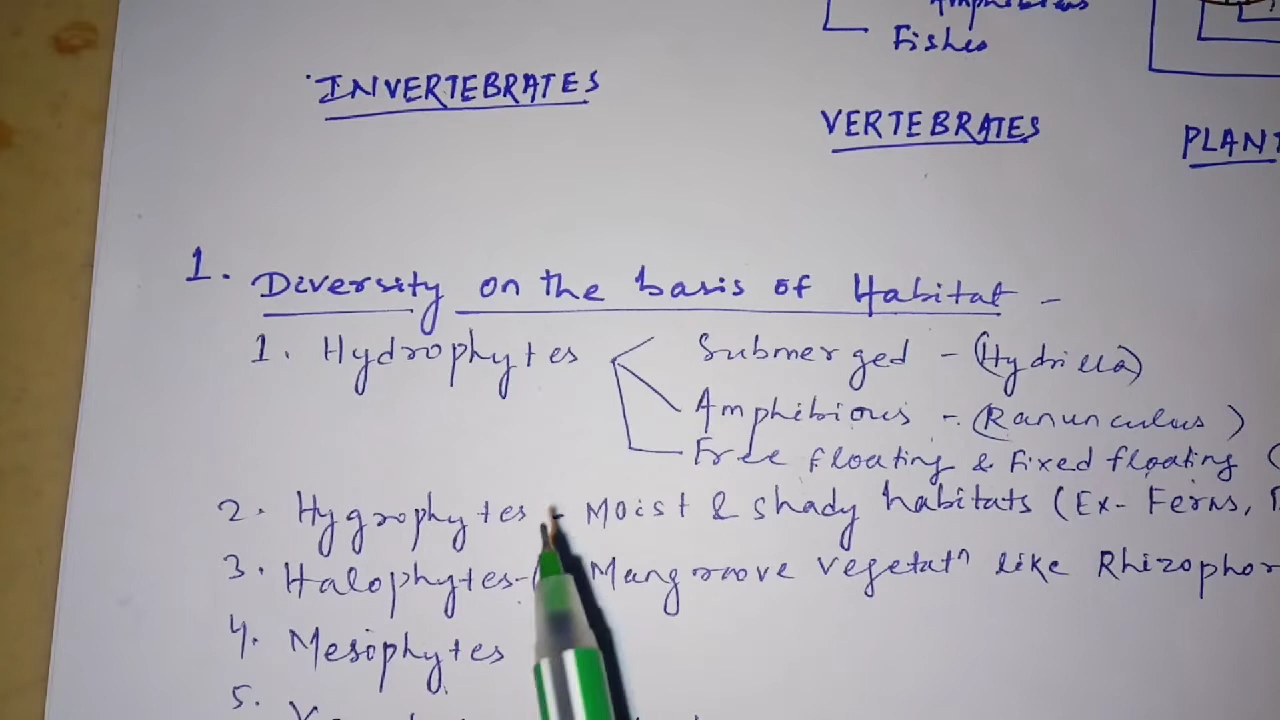 Fishes
INVERTEBRATES
VERTEBRATES
PLANT
1. Diversity on the basis of Habitat -
1. Hydrophytes
Submerged - (Hydrilla)
Amphibious - (Ranunculus)
Free floating & Fixed floating (
2. Hygrophytes - Moist & shady habitats (Ex- Ferns,
3. Halophytes - Mangroove vegetatⁿ like Rhizophor
4. Mesophytes
5.